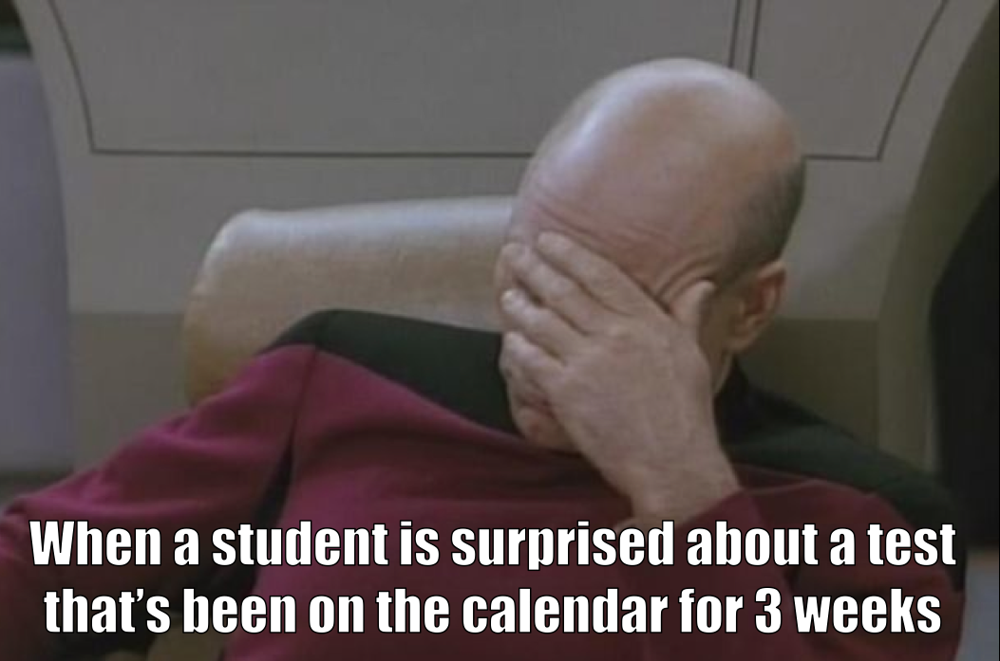 When a student is surprised about a test
that’s been on the calendar for 3 weeks